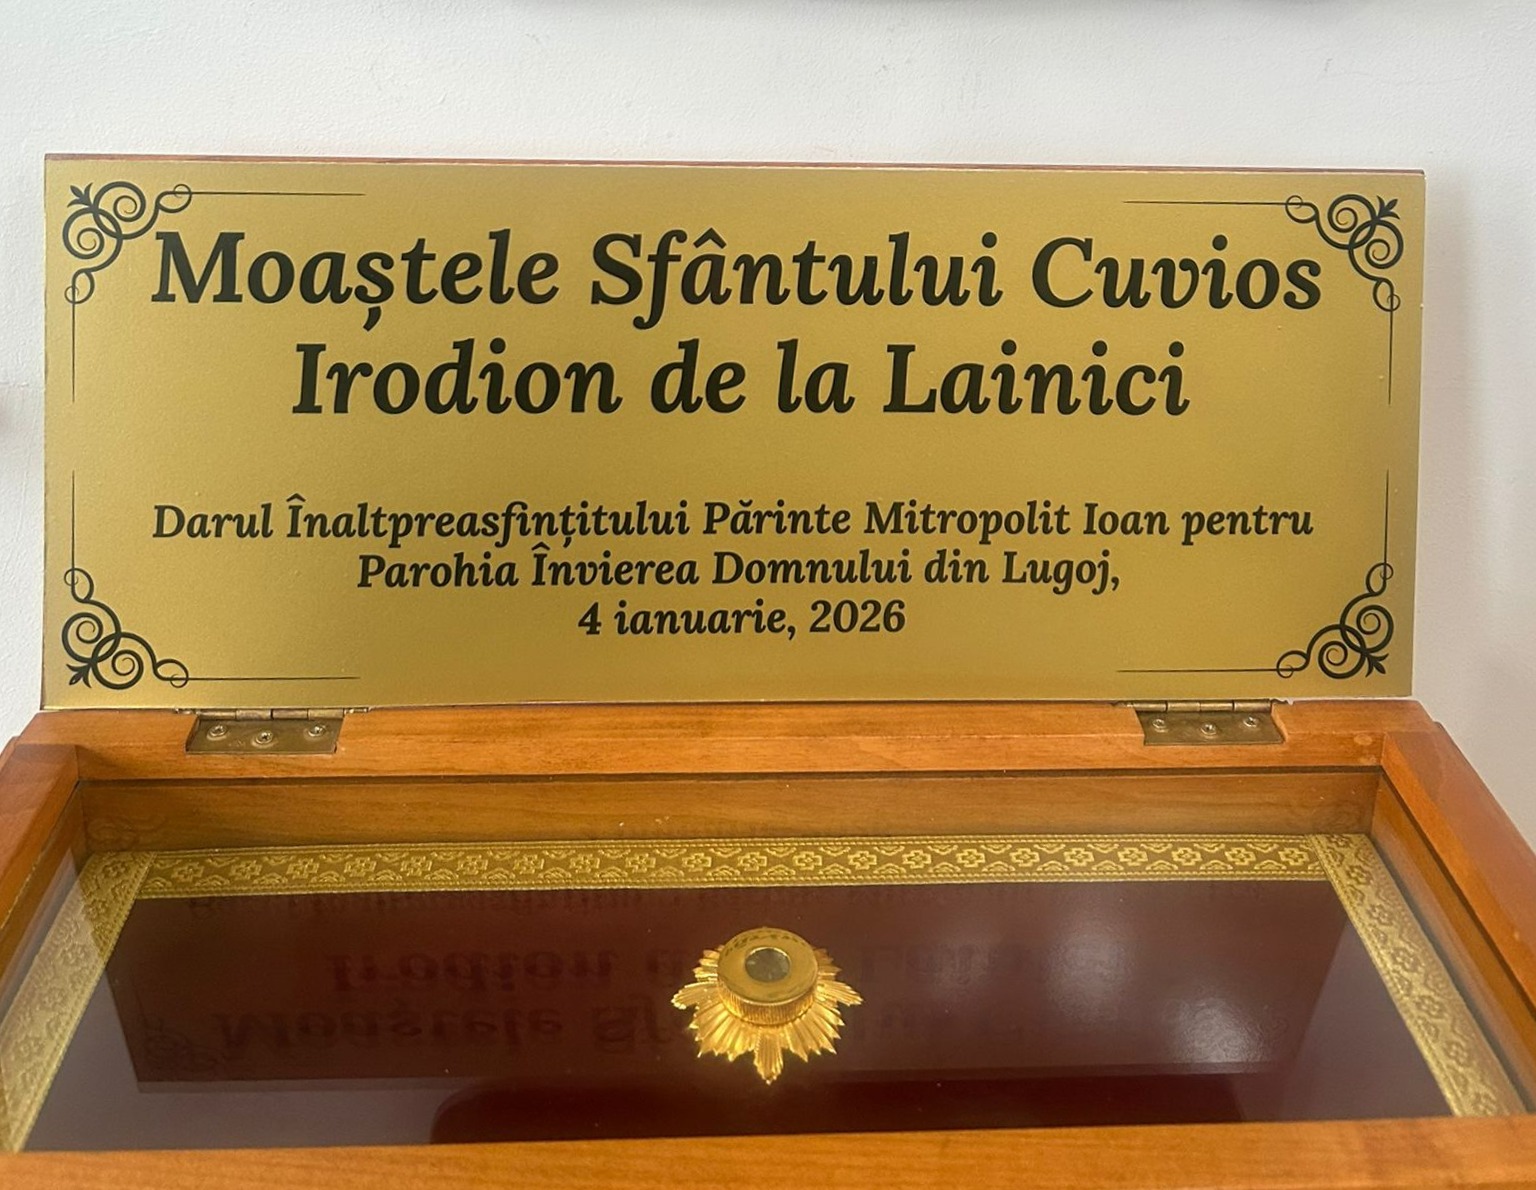 Moaștele Sfântului Cuvios
Irodion de la Lainici
Darul Înaltpreasfințitului Părinte Mitropolit Ioan pentru
Parohia Învierea Domnului din Lugoj,
4 ianuarie, 2026